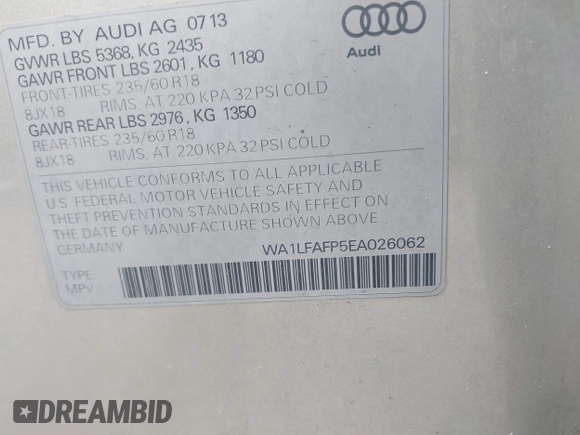 MFD. BY AUDI AG 0713
GVWR LBS 5368, KG 2435
GAWR FRONT LBS 2601, KG 1180
FRONT-TIRES 235/60 R18
8JX18 RIMS, AT 220 KPA 32 PSI COLD
GAWR REAR LBS 2976, KG 1350
REAR-TIRES 235/60 R18
8JX18 RIMS, AT 220 KPA 32 PSI COLD
Audi
THIS VEHICLE CONFORMS TO ALL APPLICABLE
U.S FEDERAL MOTOR VEHICLE SAFETY AND
THEFT PREVENTION STANDARDS IN EFFECT ON
THE DATE OF MANUFACTURE SHOWN ABOVE.
GERMANY WA1LFAFP5EA026062
TYPE
MPV
DREAMBID